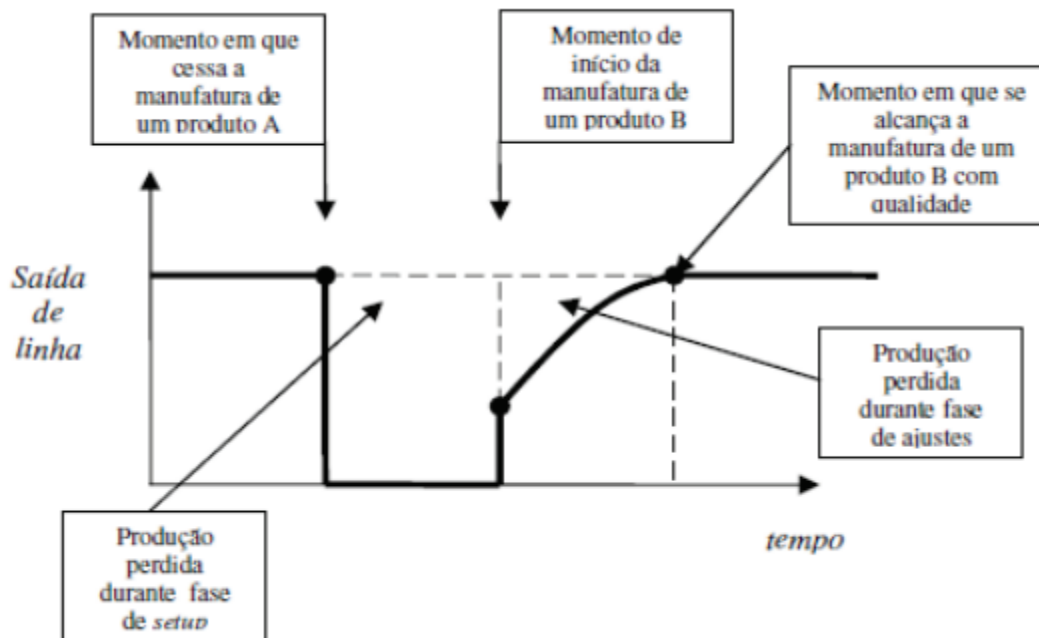 Momento em que
cessa a
manufatura de
um produto A
Momento de
início da
manufatura de
um produto B
Momento em que se
alcança a
manufatura de um
produto B com
qualidade
Saída
de
linha
Produção
perdida
durante fase
de ajustes
Produção
perdida
durante fase
de setup
tempo